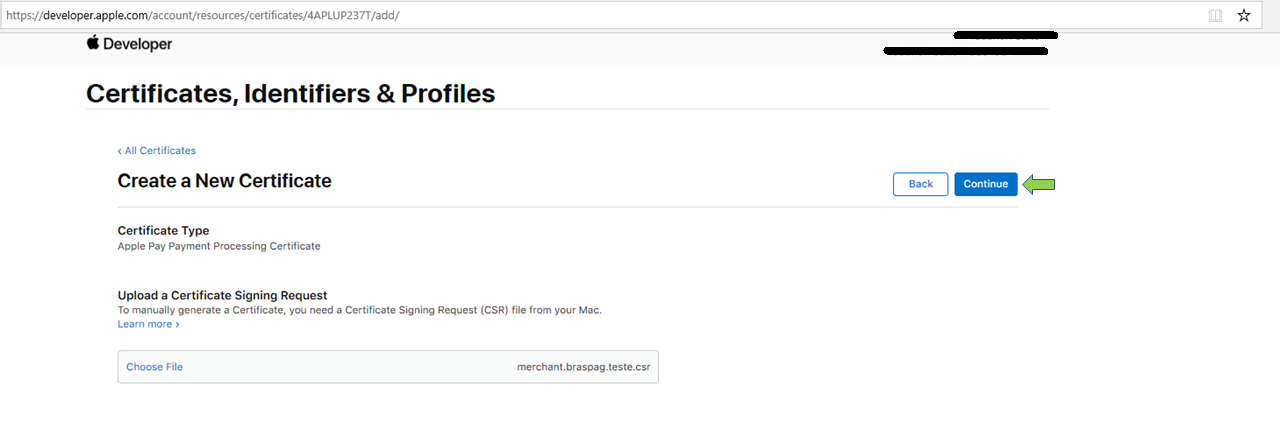 https://developer.apple.com/account/resources/certificates/4APLUP237T/add/
Developer
Certificates, Identifiers & Profiles
‹ All Certificates
Create a New Certificate
Back
Continue
Certificate Type
Apple Pay Payment Processing Certificate
Upload a Certificate Signing Request
To manually generate a Certificate, you need a Certificate Signing Request (CSR) file from your Mac.
Learn more ›
Choose File
merchant.braspag.teste.csr